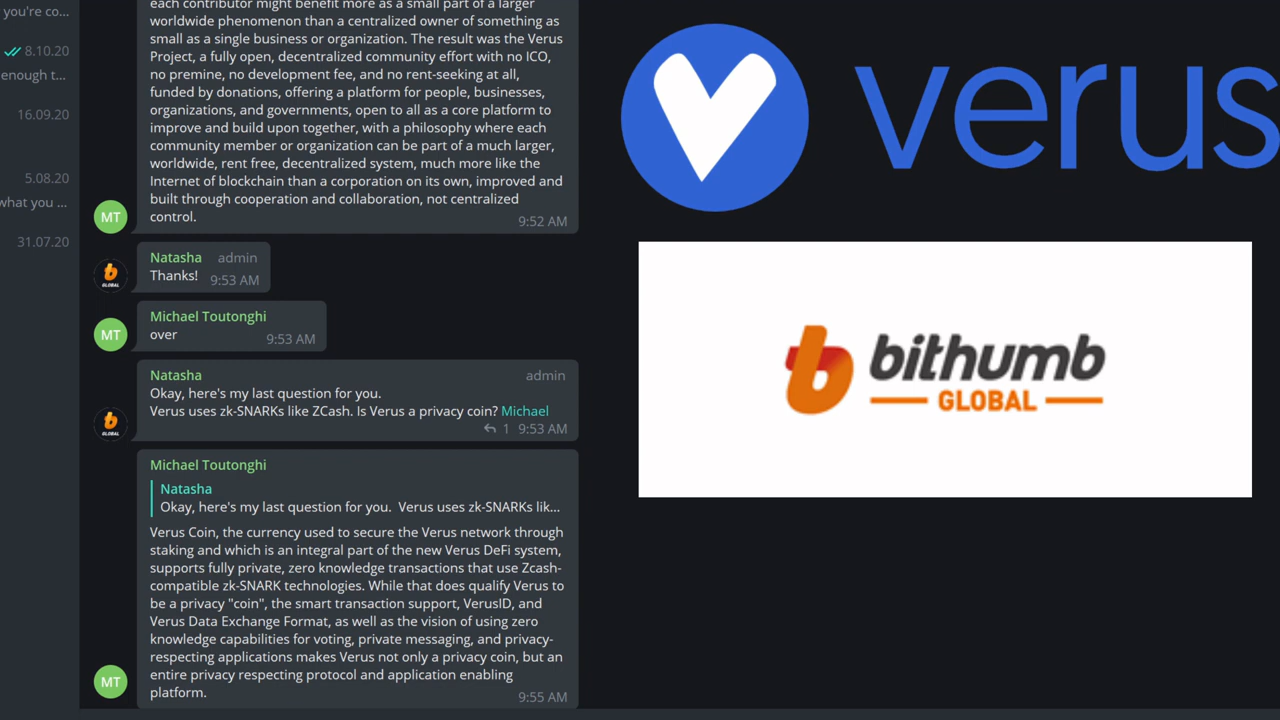 you're co...
8.10.20
enough t...
16.09.20
5.08.20
what you ...
31.07.20
each contributor might benefit more as a small part of a larger
worldwide phenomenon than a centralized owner of something as
small as a single business or organization. The result was the Verus
Project, a fully open, decentralized community effort with no ICO,
no premine, no development fee, and no rent-seeking at all,
funded by donations, offering a platform for people, businesses,
organizations, and governments, open to all as a core platform to
improve and build upon together, with a philosophy where each
community member or organization can be part of a much larger,
worldwide, rent free, decentralized system, much more like the
Internet of blockchain than a corporation on its own, improved and
built through cooperation and collaboration, not centralized
control.
9:52 AM
MT
Natasha admin
Thanks! 9:53 AM
GLOBAL
Michael Toutonghi
over 9:53 AM
MT
Natasha admin
Okay, here's my last question for you.
Verus uses zk-SNARKs like ZCash. Is Verus a privacy coin? Michael
1 9:53 AM
GLOBAL
Michael Toutonghi
Natasha
Okay, here's my last question for you. Verus uses zk-SNARKs lik...
Verus Coin, the currency used to secure the Verus network through
staking and which is an integral part of the new Verus DeFi system,
supports fully private, zero knowledge transactions that use Zcash-
compatible zk-SNARK technologies. While that does qualify Verus to
be a privacy "coin", the smart transaction support, VerusID, and
Verus Data Exchange Format, as well as the vision of using zero
knowledge capabilities for voting, private messaging, and privacy-
respecting applications makes Verus not only a privacy coin, but an
entire privacy respecting protocol and application enabling
platform.
9:55 AM
MT
verus
bithumb
GLOBAL